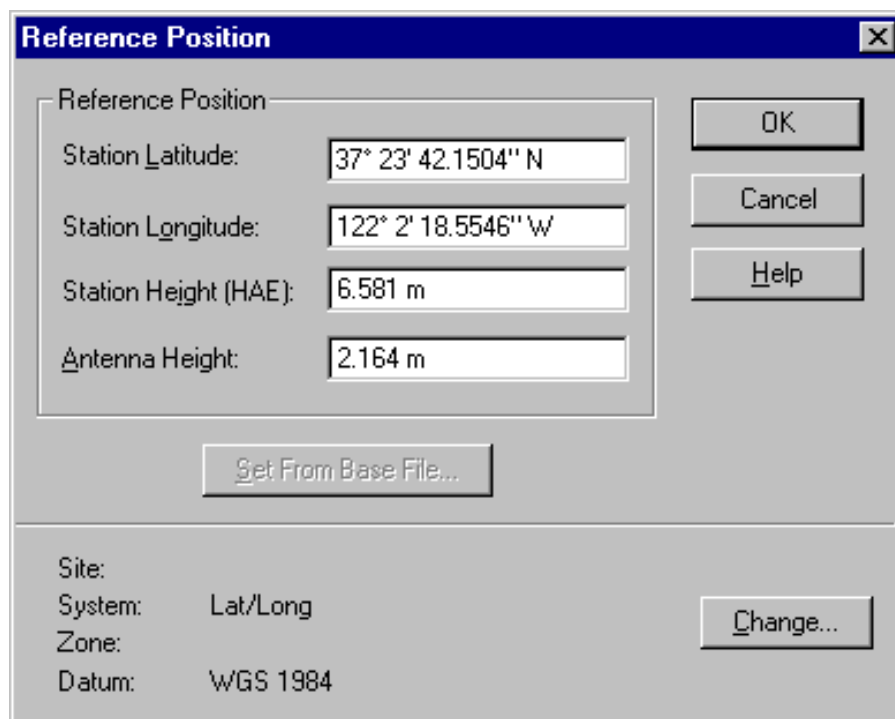 Reference Position
Reference Position
Station Latitude: 37° 23' 42.1504" N
Station Longitude: 122° 2' 18.5546" W
Station Height (HAE): 6.581 m
Antenna Height: 2.164 m
OK
Cancel
Help
Set From Base File...
Site:
System: Lat/Long
Zone:
Datum: WGS 1984
Change...